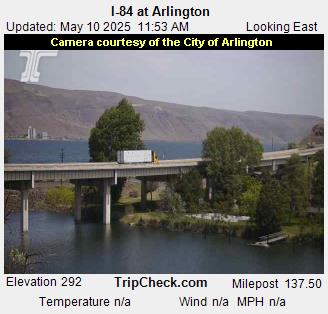 I-84 at Arlington
Updated: May 10 2025 11:53 AM Looking East
Camera courtesy of the City of Arlington
Elevation 292 TripCheck.com Milepost 137.50
Temperature n/a Wind n/a MPH n/a